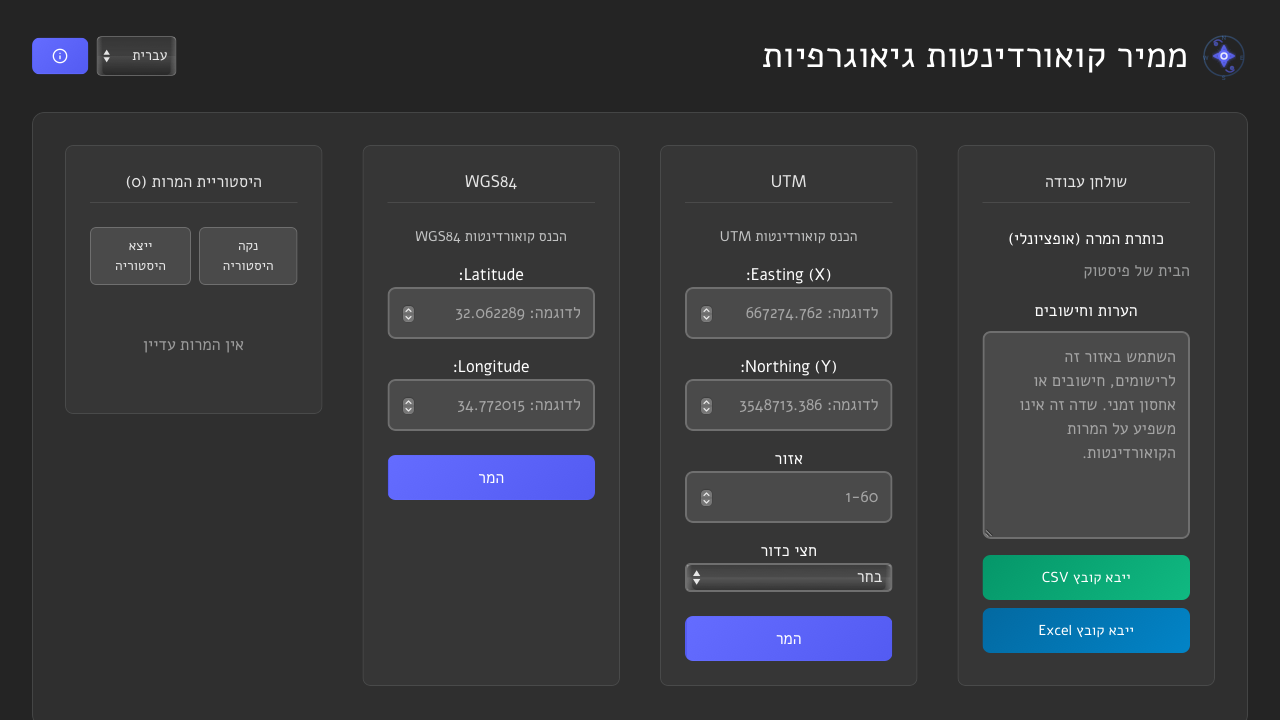 ממיר קואורדינטות גיאוגרפיות
עברית
שולחן עבודה
כותרת המרה (אופציונלי)
הבית של פיסטוק
הערות וחישובים
השתמש באזור זה
לרישומים, חישובים או
אחסון זמני. שדה זה אינו
משפיע על המרות
הקואורדינטות.
ייבא קובץ CSV
ייבא קובץ Excel
UTM
הכנס קואורדינטות UTM
Easting (X):
לדוגמה: 667274.762
Northing (Y):
לדוגמה: 3548713.386
אזור
1-60
חצי כדור
בחר
המר
WGS84
הכנס קואורדינטות WGS84
Latitude:
לדוגמה: 32.062289
Longitude:
לדוגמה: 34.772015
המר
היסטוריית המרות (0)
נקה
היסטוריה
ייצא
היסטוריה
אין המרות עדיין